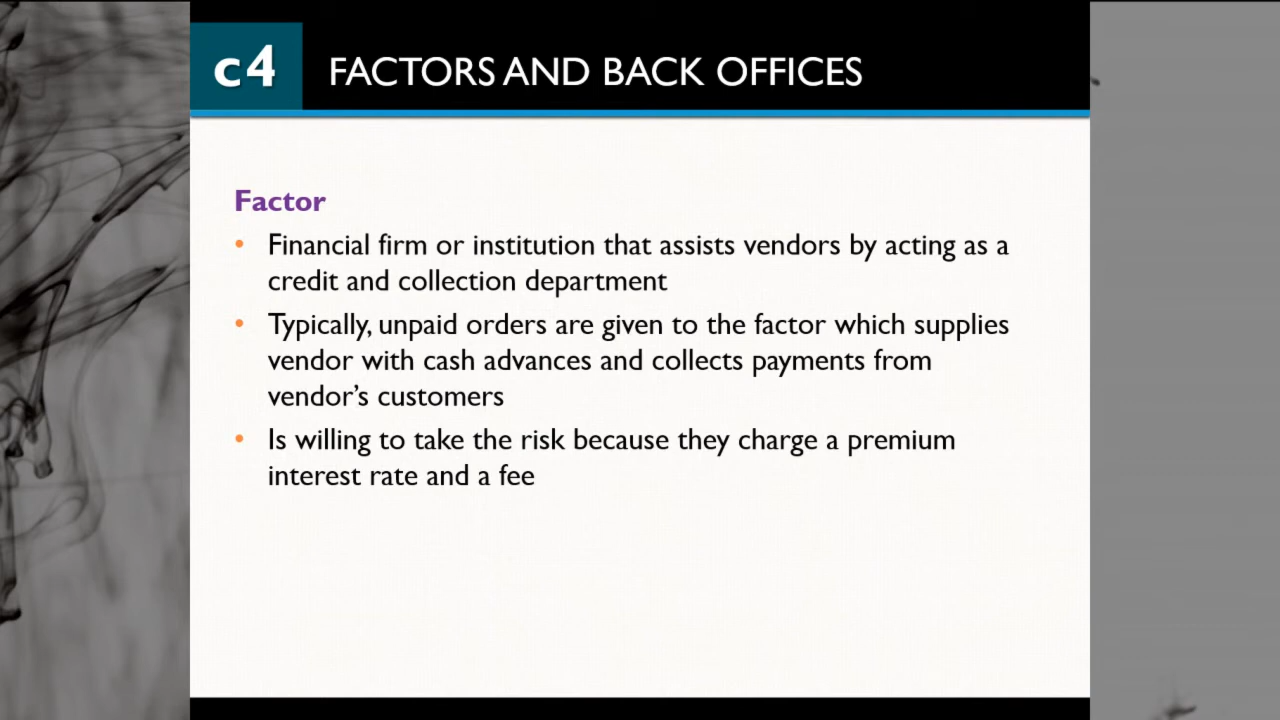 c4
FACTORS AND BACK OFFICES
Factor
• Financial firm or institution that assists vendors by acting as a
credit and collection department
• Typically, unpaid orders are given to the factor which supplies
vendor with cash advances and collects payments from
vendor’s customers
• Is willing to take the risk because they charge a premium
interest rate and a fee